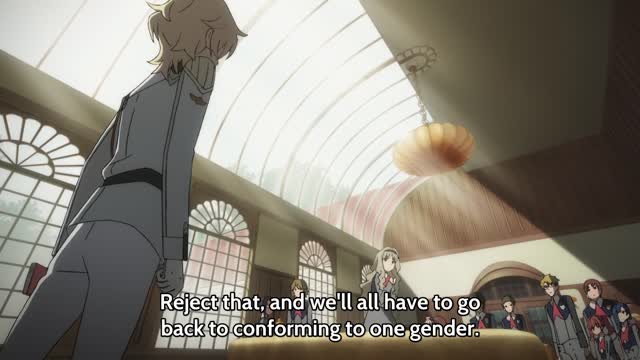 Reject that, and we'll all have to go
back to conforming to one gender.